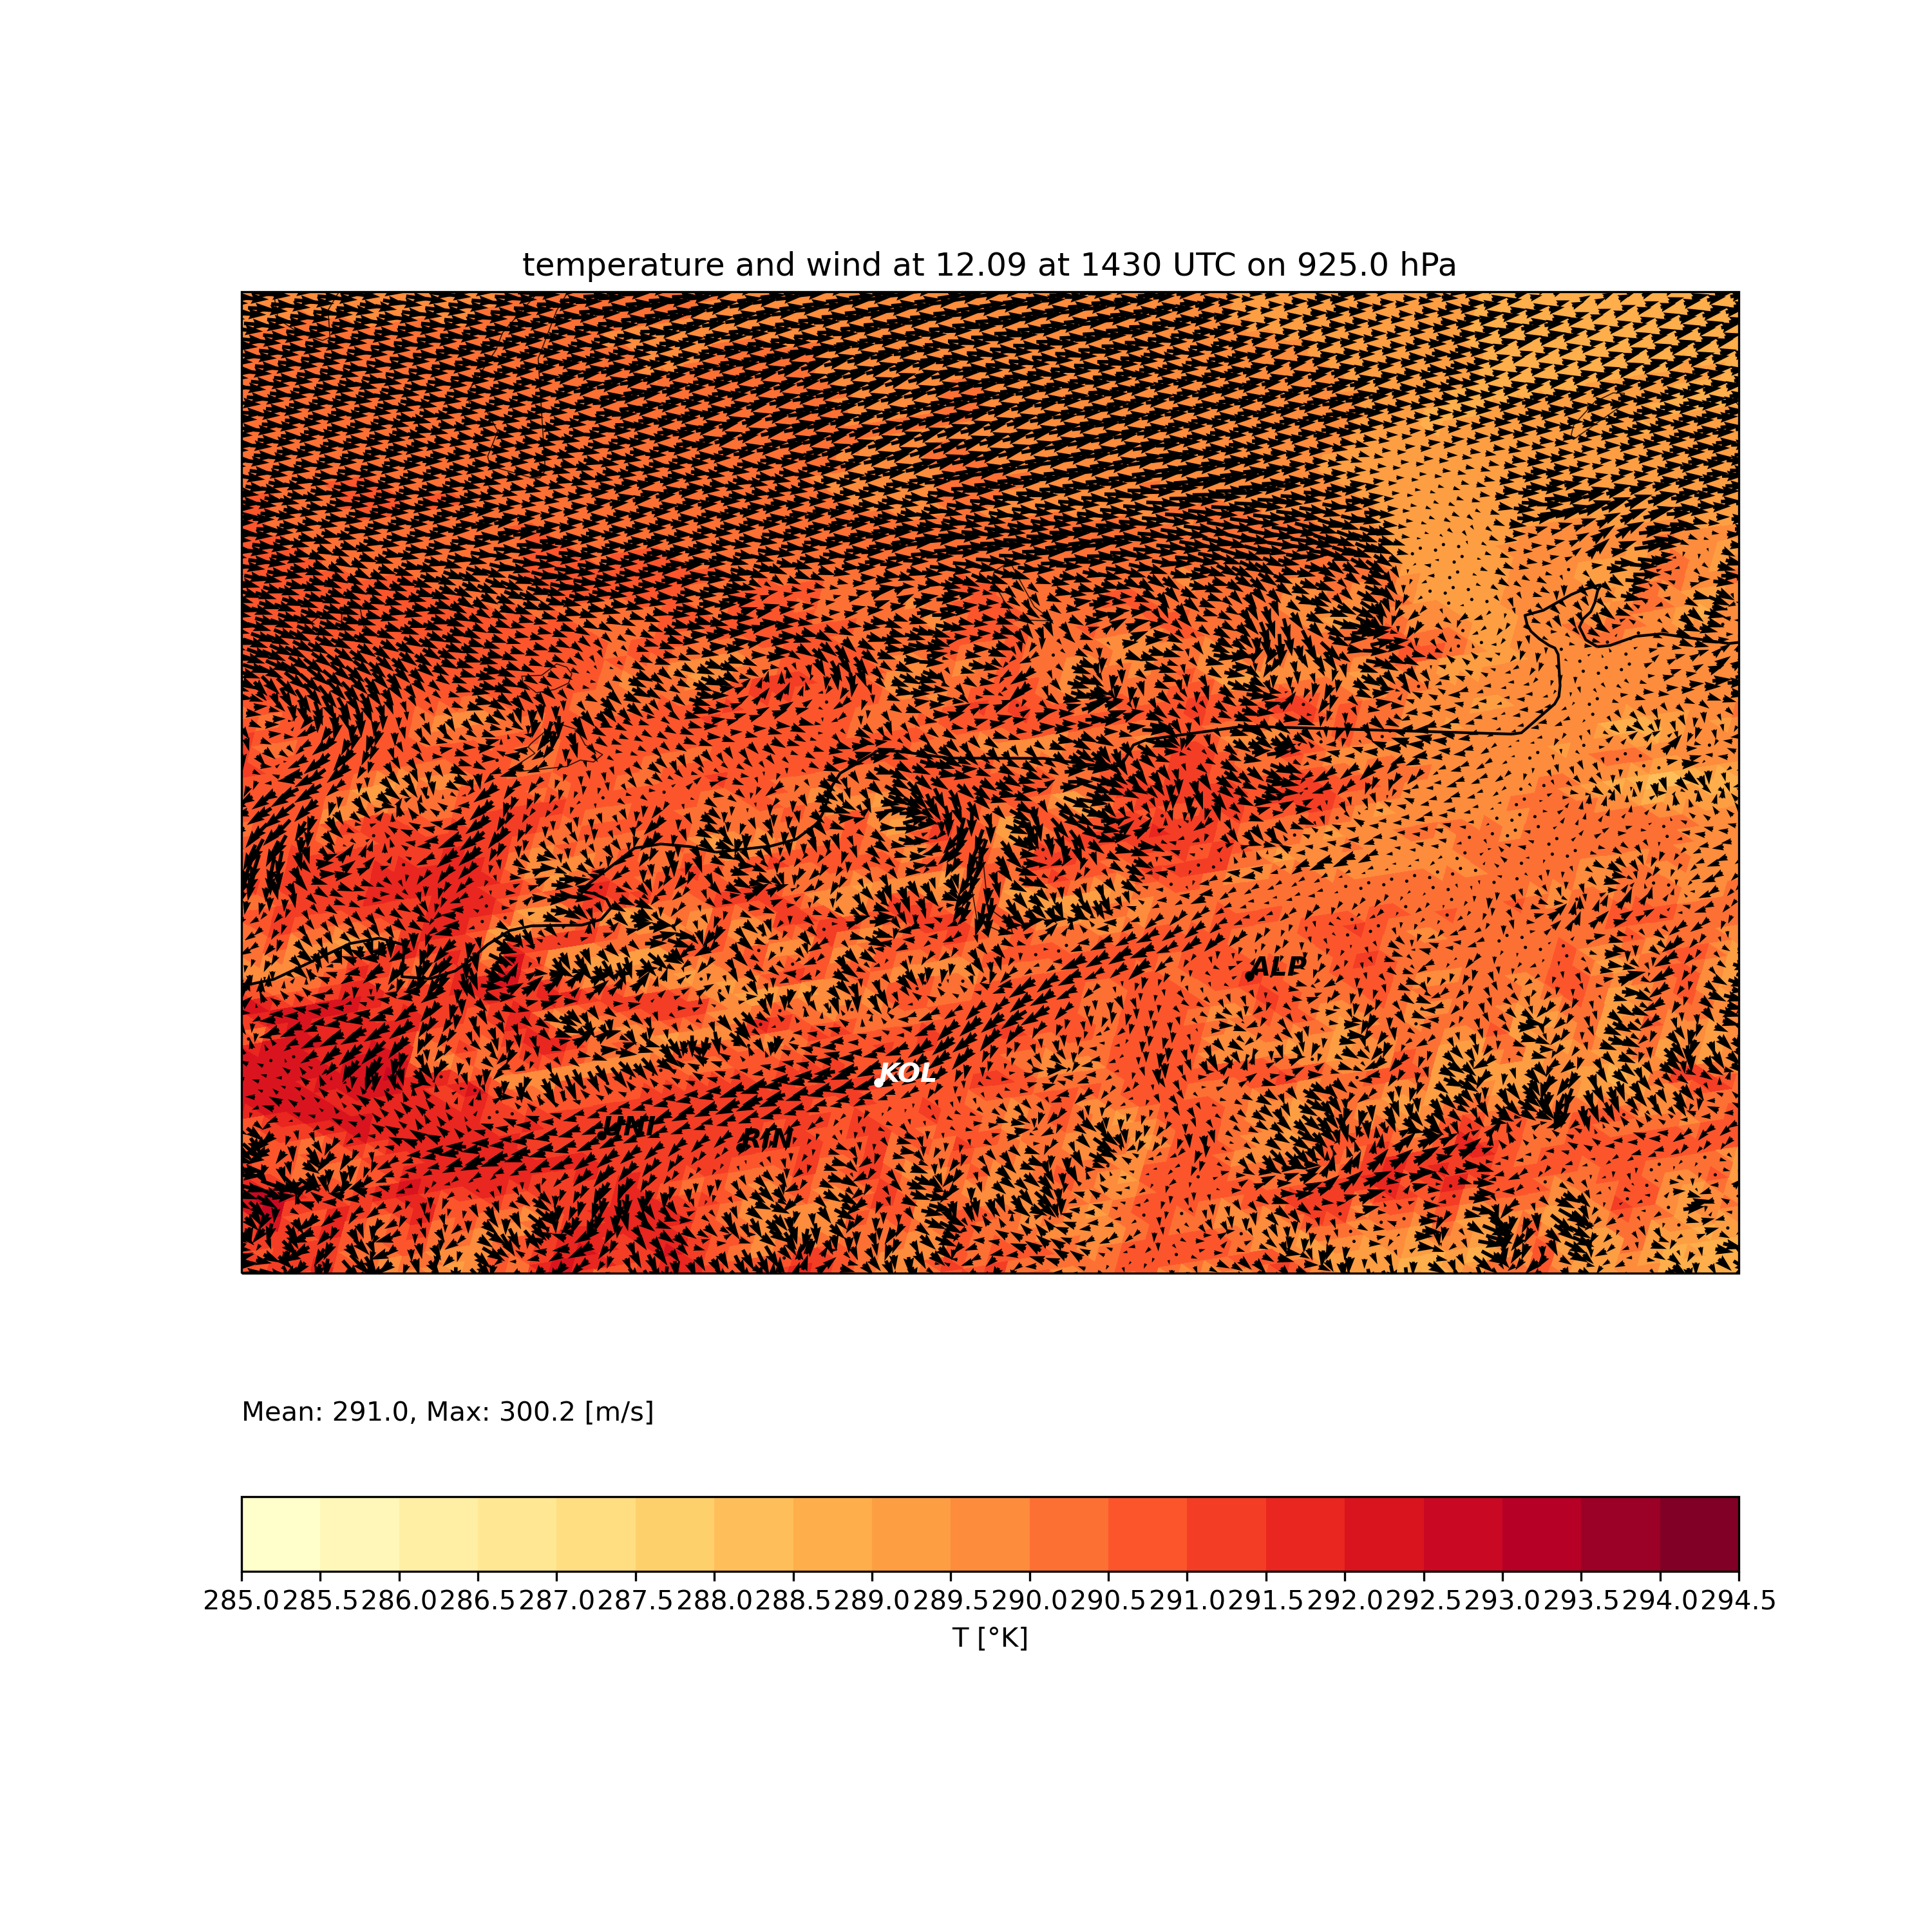 temperature and wind at 12.09 at 1430 UTC on 925.0 hPa
ALP
KOL
UNI
RIN
Mean: 291.0, Max: 300.2 [m/s]
285.0 285.5 286.0 286.5 287.0 287.5 288.0 288.5 289.0 289.5 290.0 290.5 291.0 291.5 292.0 292.5 293.0 293.5 294.0 294.5
T [°K]